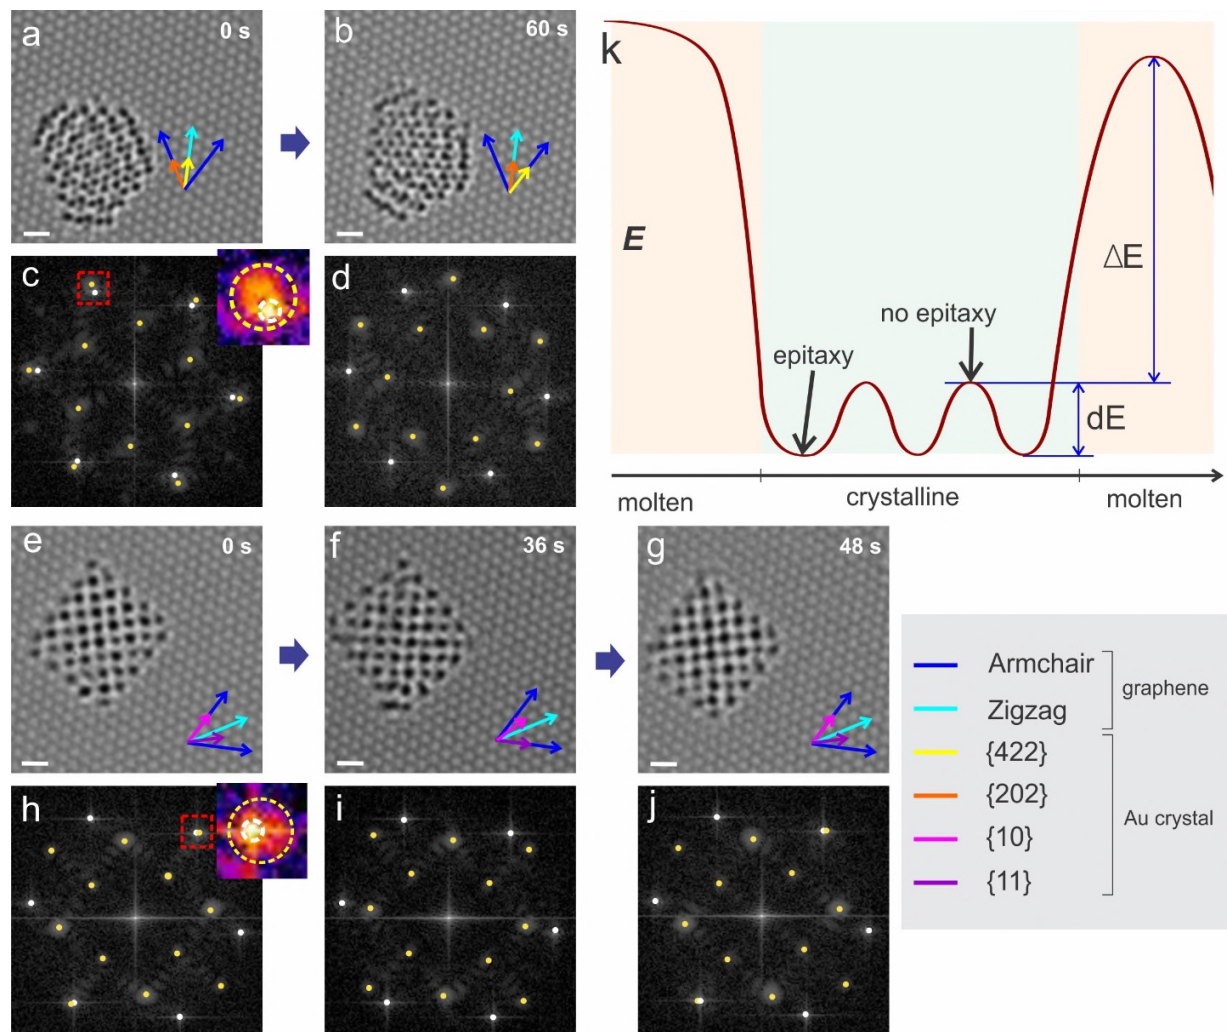 a
0 s
b
60 s
c
d
k
E
epitaxy
no epitaxy
ΔE
dE
molten
crystalline
molten
e
0 s
f
36 s
g
48 s
h
i
j
Armchair
Zigzag
graphene
{422}
{202}
{10}
{11}
Au crystal